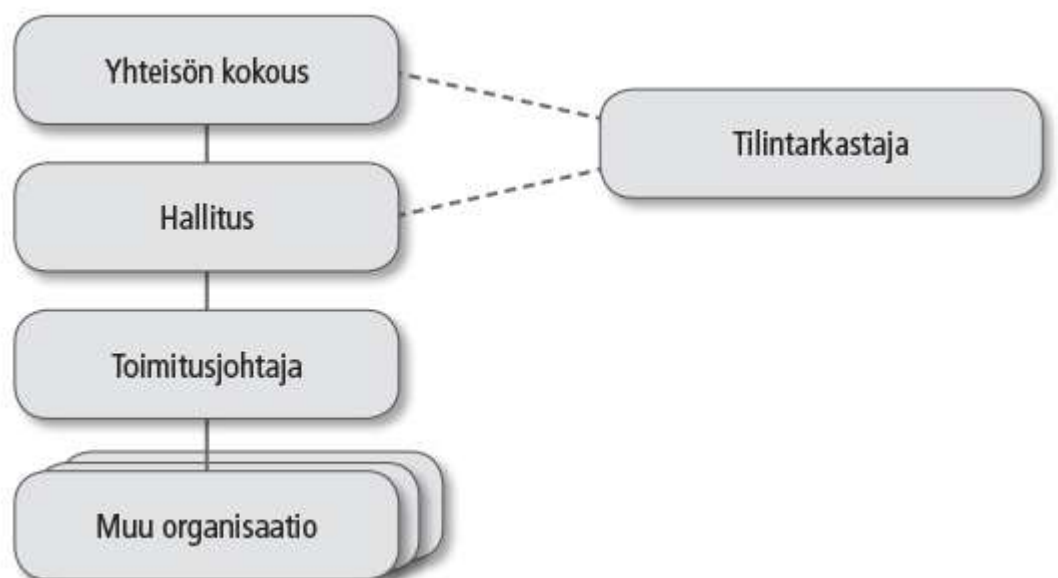 Yhteisön kokous
Tilintarkastaja
Hallitus
Toimitusjohtaja
Muu organisaatio